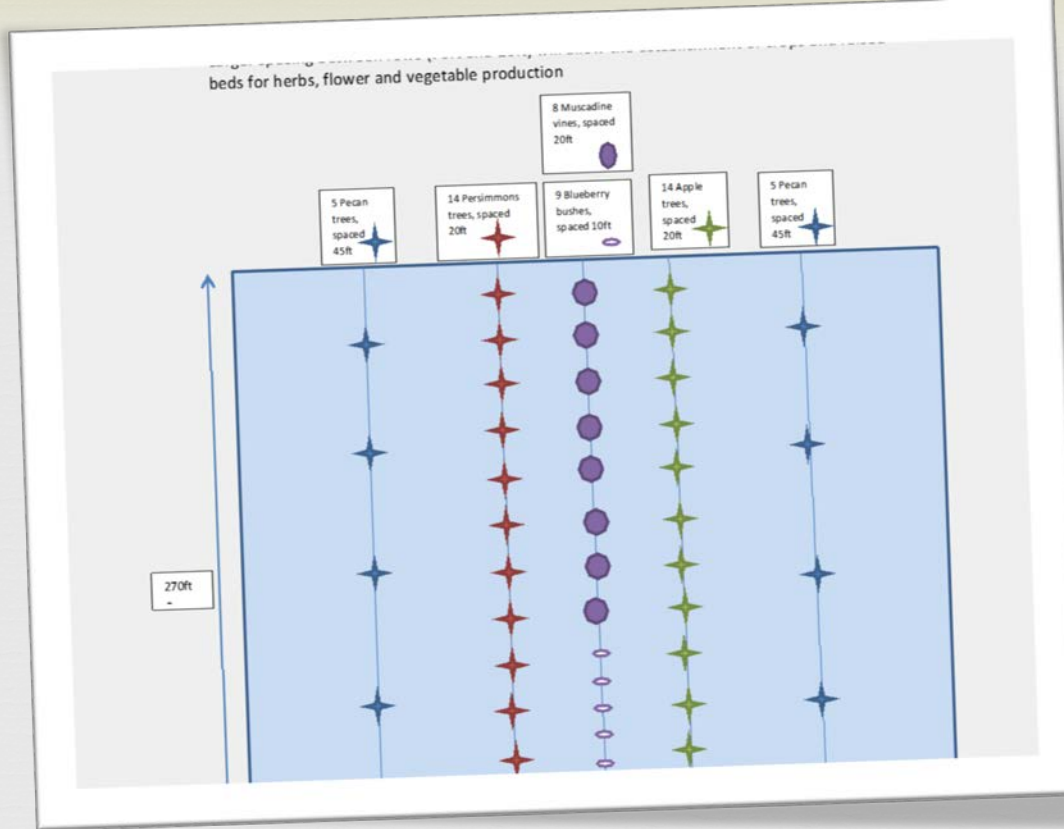 beds for herbs, flower and vegetable production
8 Muscadine
vines, spaced
20ft
5 Pecan
trees,
spaced
45ft
14 Persimmons
trees, spaced
20ft
9 Blueberry
bushes,
spaced 10ft
14 Apple
trees,
spaced
20ft
5 Pecan
trees,
spaced
45ft
270ft
-